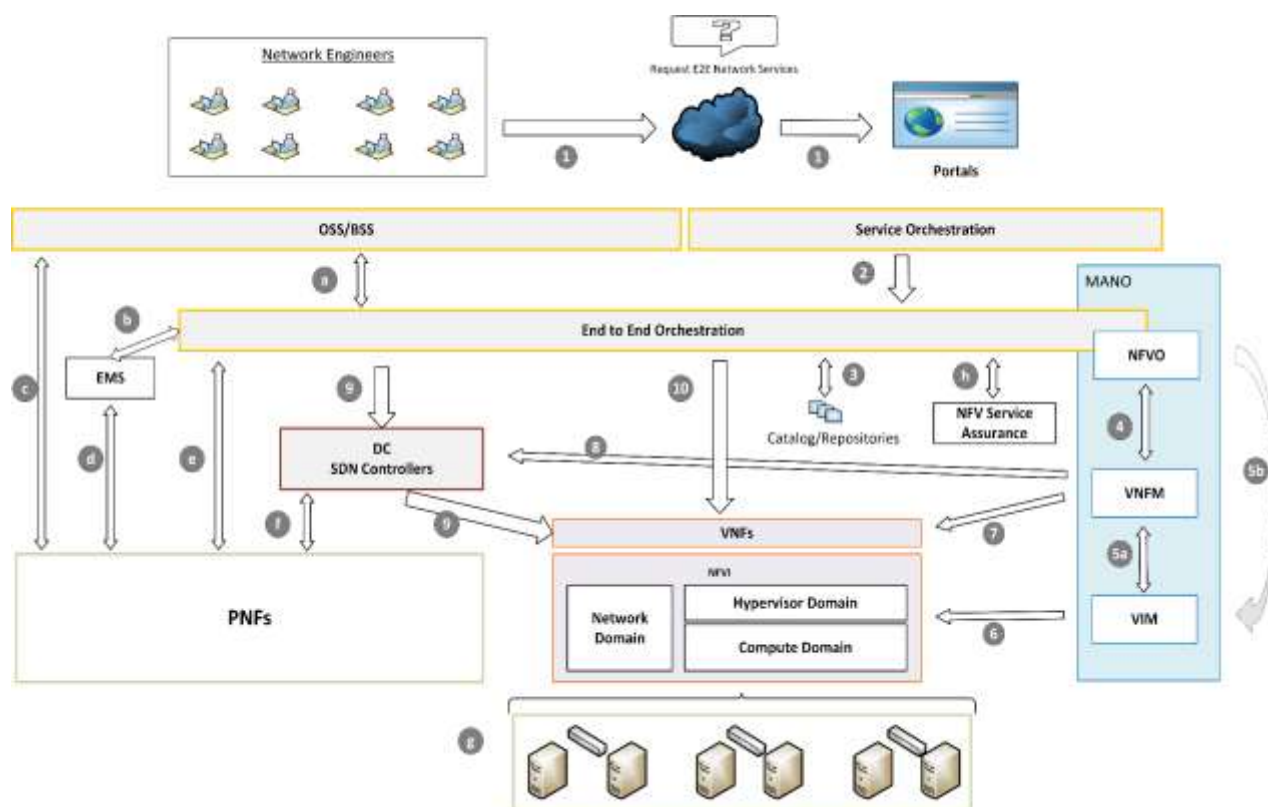 Network Engineers
?
Request E2E Network Services
1
1
Portals
OSS/BSS
Service Orchestration
a
2
MANO
b
End to End Orchestration
NFVO
c
EMS
9
10
3
h
Catalog/Repositories
NFV Service
Assurance
4
5b
d
e
DC
SDN Controllers
8
VNFM
f
9
VNFs
7
5a
PNFs
NFVI
Network
Domain
Hypervisor Domain
Compute Domain
6
VIM
g